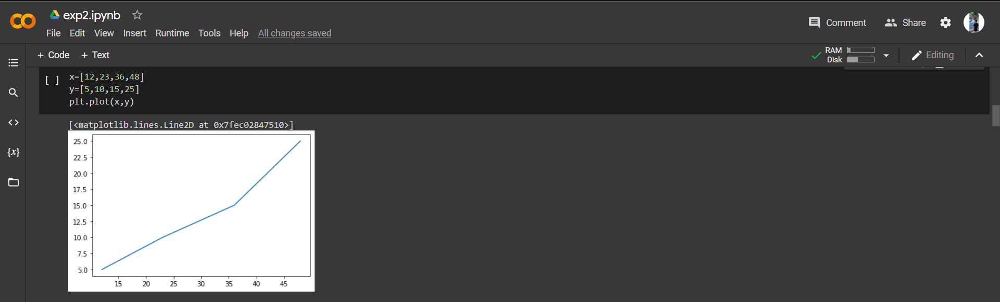 exp2.ipynb
File Edit View Insert Runtime Tools Help All changes saved
Comment Share
+ Code + Text
RAM
Disk
Editing
[ ]
x=[12,23,36,48]
y=[5,10,15,25]
plt.plot(x,y)
{x}
[<matplotlib.lines.Line2D at 0x7fec02847510>]
25.0
22.5
20.0
17.5
15.0
12.5
10.0
7.5
5.0
15 20 25 30 35 40 45